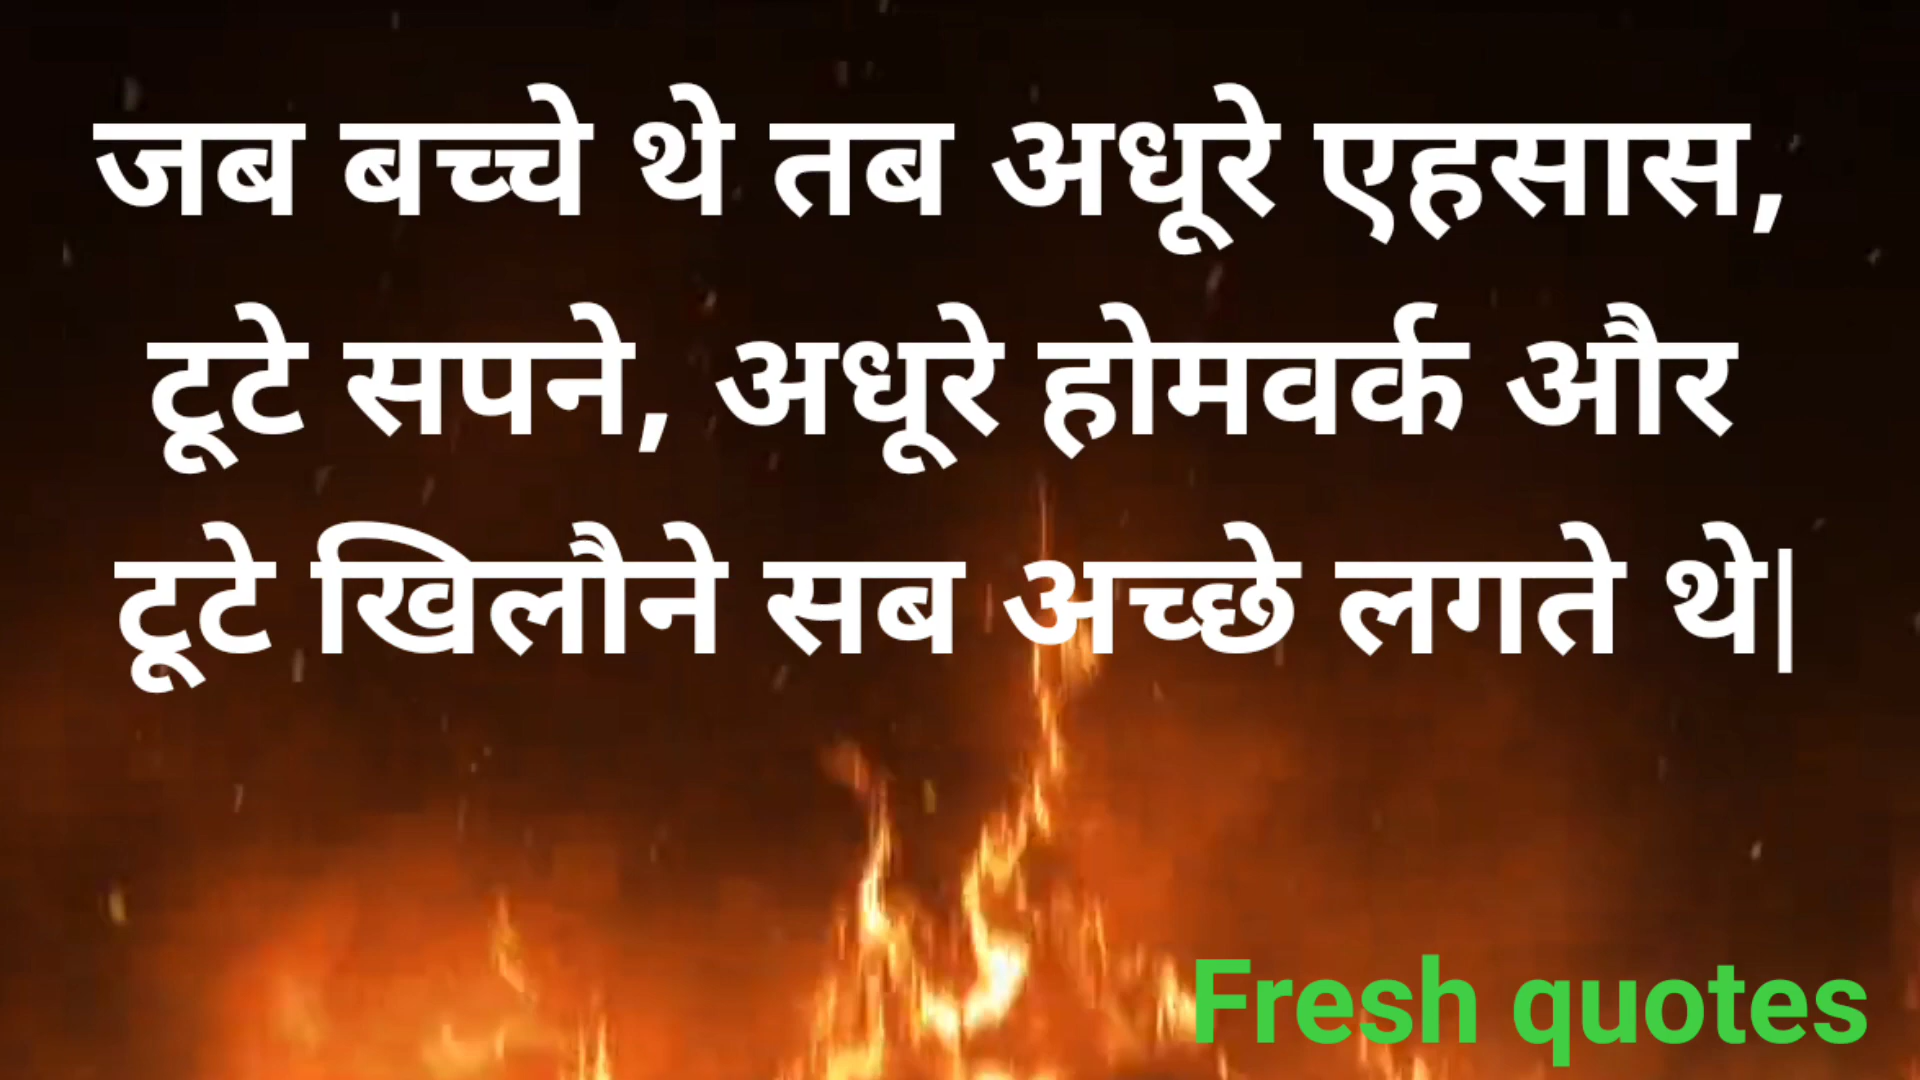 जब बच्चे थे तब अधूरे एहसास,
टूटे सपने, अधूरे होमवर्क और
टूटे खिलौने सब अच्छे लगते थे|
Fresh quotes